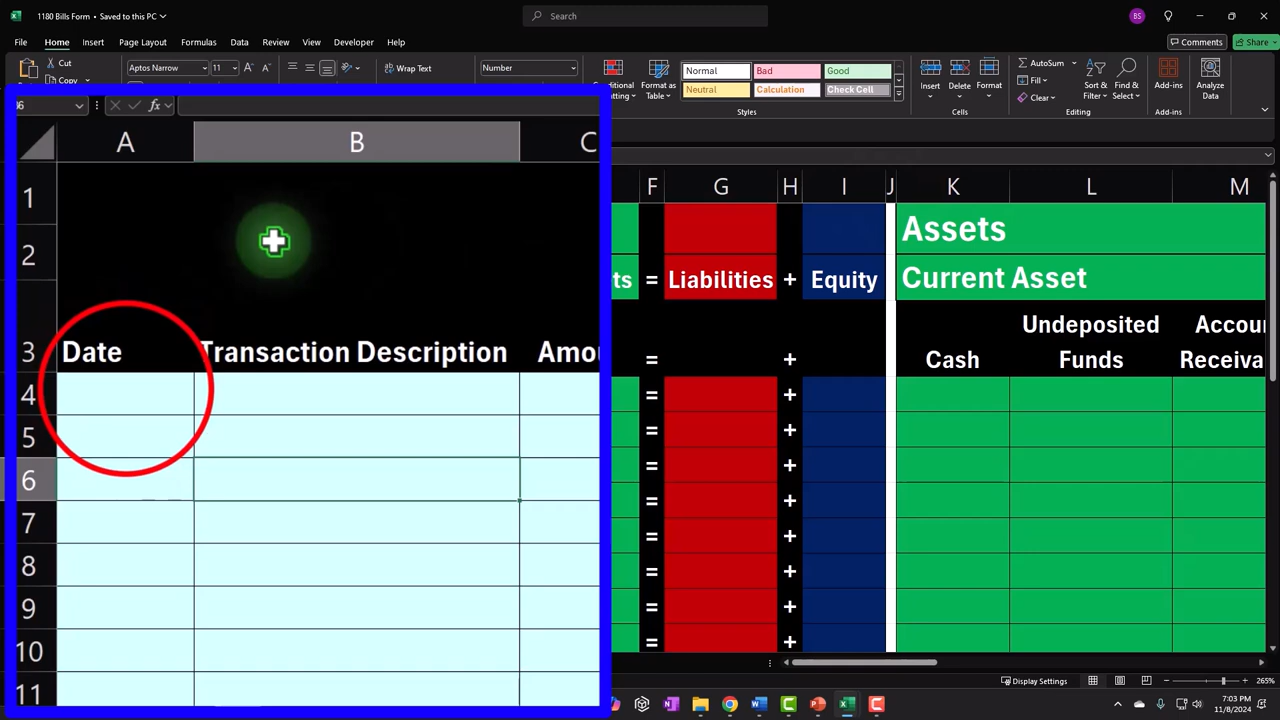 1180 Bills Form • Saved to this PC
Search
BS
File Home Insert Page Layout Formulas Data Review View Developer Help
Comments Share
Cut
Copy
Aptos Narrow 11
Wrap Text
Number
Normal Bad Good
Neutral Calculation Check Cell
Format as
Table
Styles
Insert Delete Format
Cells
AutoSum
Fill
Clear
Sort &
Filter
Find &
Select
Editing
Add-ins
Add-ins
Analyze
Data
fx
A B C
1
2
3 Date Transaction Description
4
5
6
7
8
9
10
11
F G H I J K L M
Assets
= Liabilities + Equity Current Asset
Undeposited
= + Cash Funds
= +
= +
= +
= +
= +
= +
= +
= +
Display Settings
265%
7:03 PM
11/8/2024